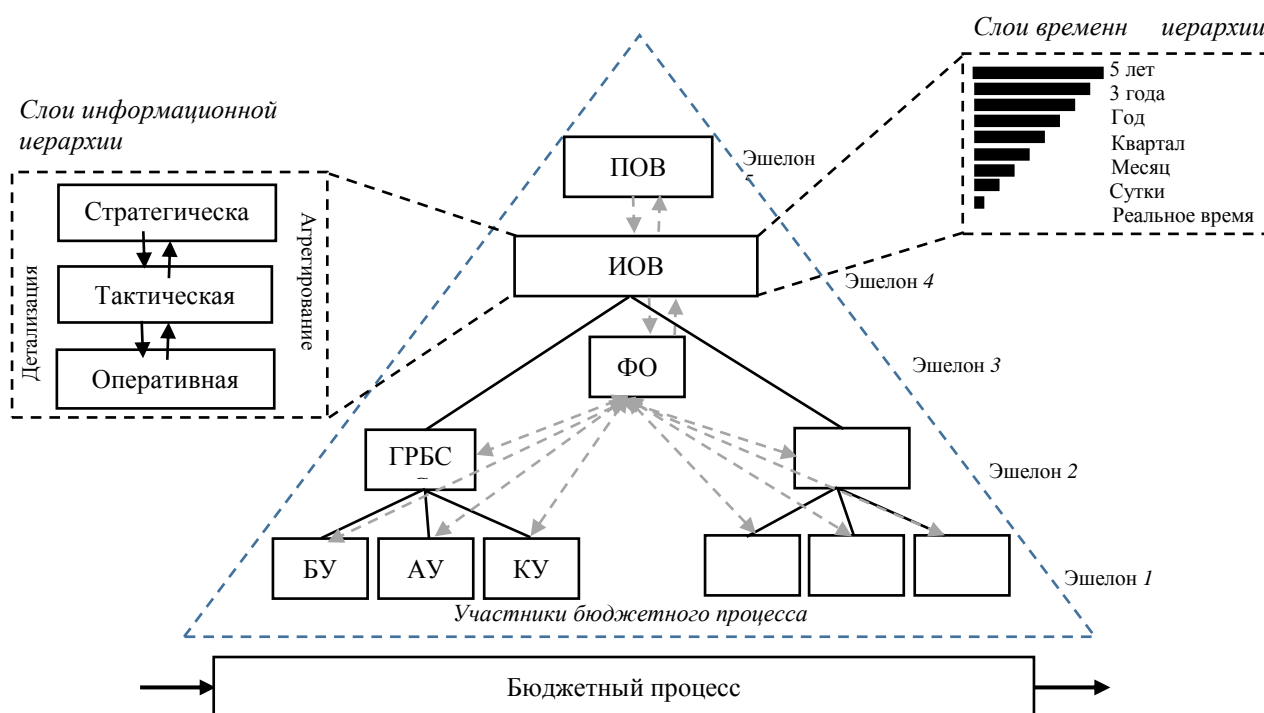 Слои временн иерархии
5 лет
3 года
Год
Квартал
Месяц
Сутки
Реальное время
Слои информационной
иерархии
Стратегическа
Тактическая
Оперативная
Детализация
Агрегирование
ПОВ
Эшелон
ИОВ
Эшелон 4
ФО
Эшелон 3
ГРБС
Эшелон 2
БУ
АУ
КУ
Эшелон 1
Участники бюджетного процесса
Бюджетный процесс